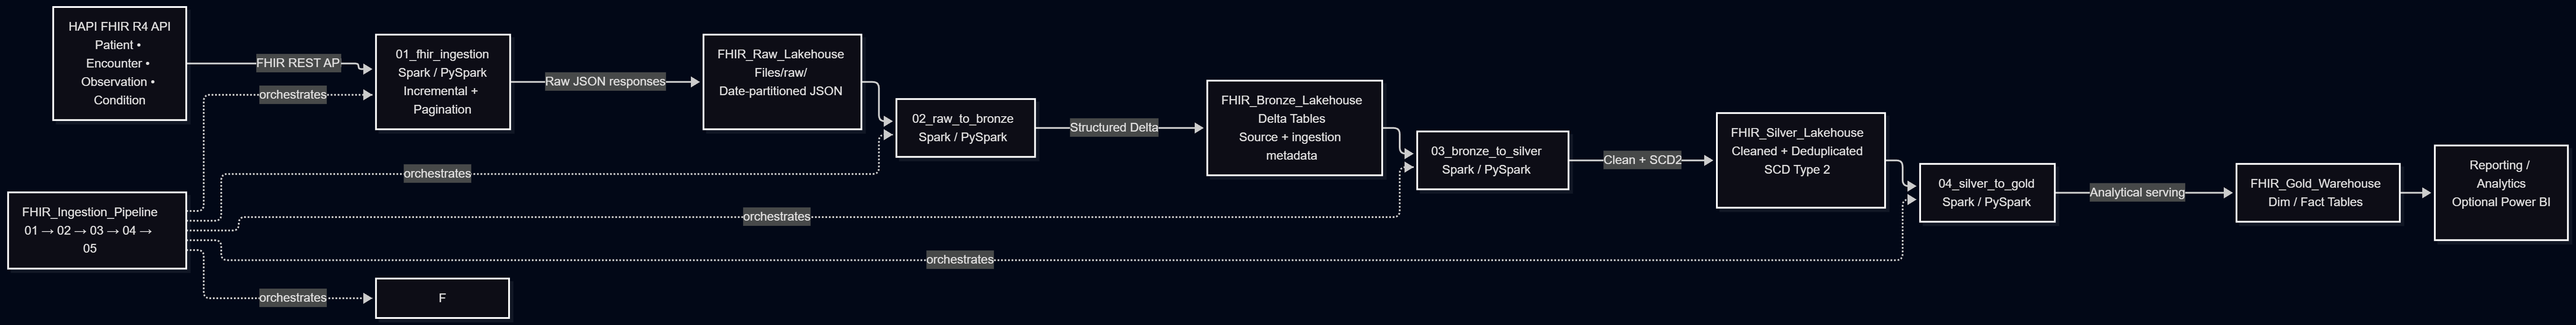 HAPI FHIR R4 API
Patient •
Encounter •
Observation •
Condition
FHIR REST AP
orchestrates
01_fhir_ingestion
Spark / PySpark
Incremental +
Pagination
Raw JSON responses
FHIR_Raw_Lakehouse
Files/raw/
Date-partitioned JSON
02_raw_to_bronze
Spark / PySpark
Structured Delta
FHIR_Bronze_Lakehouse
Delta Tables
Source + ingestion
metadata
03_bronze_to_silver
Spark / PySpark
Clean + SCD2
FHIR_Silver_Lakehouse
Cleaned + Deduplicated
SCD Type 2
04_silver_to_gold
Spark / PySpark
Analytical serving
FHIR_Gold_Warehouse
Dim / Fact Tables
Reporting /
Analytics
Optional Power BI
FHIR_Ingestion_Pipeline
01 → 02 → 03 → 04 →
05
orchestrates
orchestrates
orchestrates
orchestrates
F